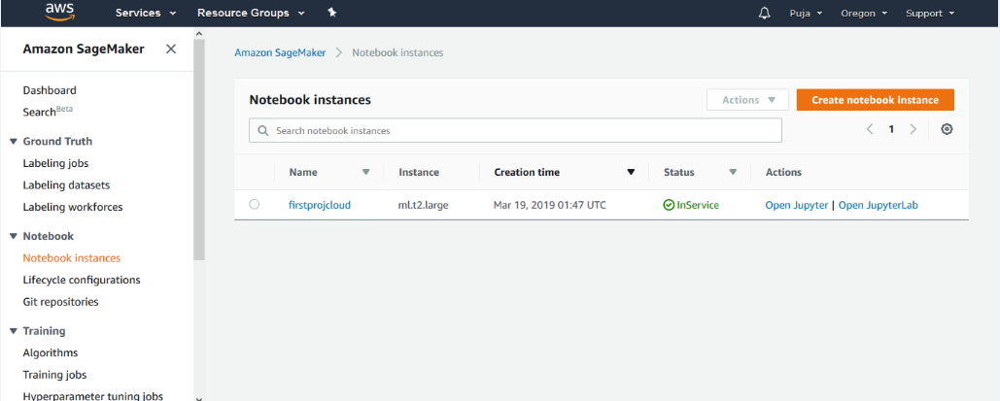 aws Services Resource Groups Puja Oregon Support
Amazon SageMaker
Dashboard
SearchBeta
Ground Truth
Labeling jobs
Labeling datasets
Labeling workforces
Notebook
Notebook instances
Lifecycle configurations
Git repositories
Training
Algorithms
Training jobs
Hyperparameter tuning jobs
Amazon SageMaker Notebook instances
Notebook instances Actions Create notebook instance
Search notebook instances 1
Name Instance Creation time Status Actions
firstprojcloud ml.t2.large Mar 19, 2019 01:47 UTC InService Open Jupyter | Open JupyterLab